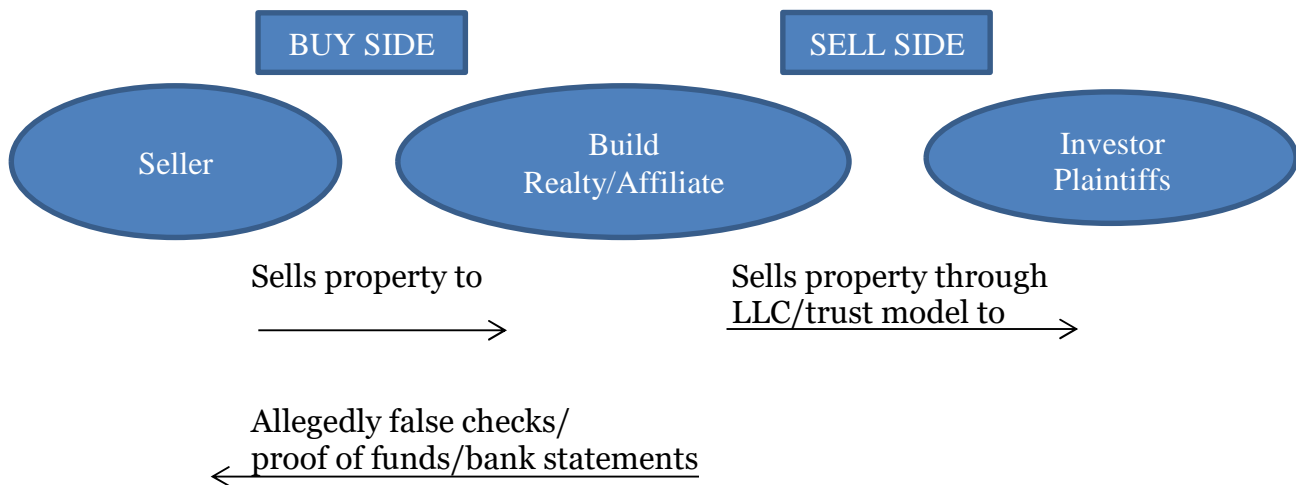 BUY SIDE
SELL SIDE
Seller
Build
Realty/Affiliate
Investor
Plaintiffs
Sells property to
Sells property through
LLC/trust model to
Allegedly false checks/
proof of funds/bank statements